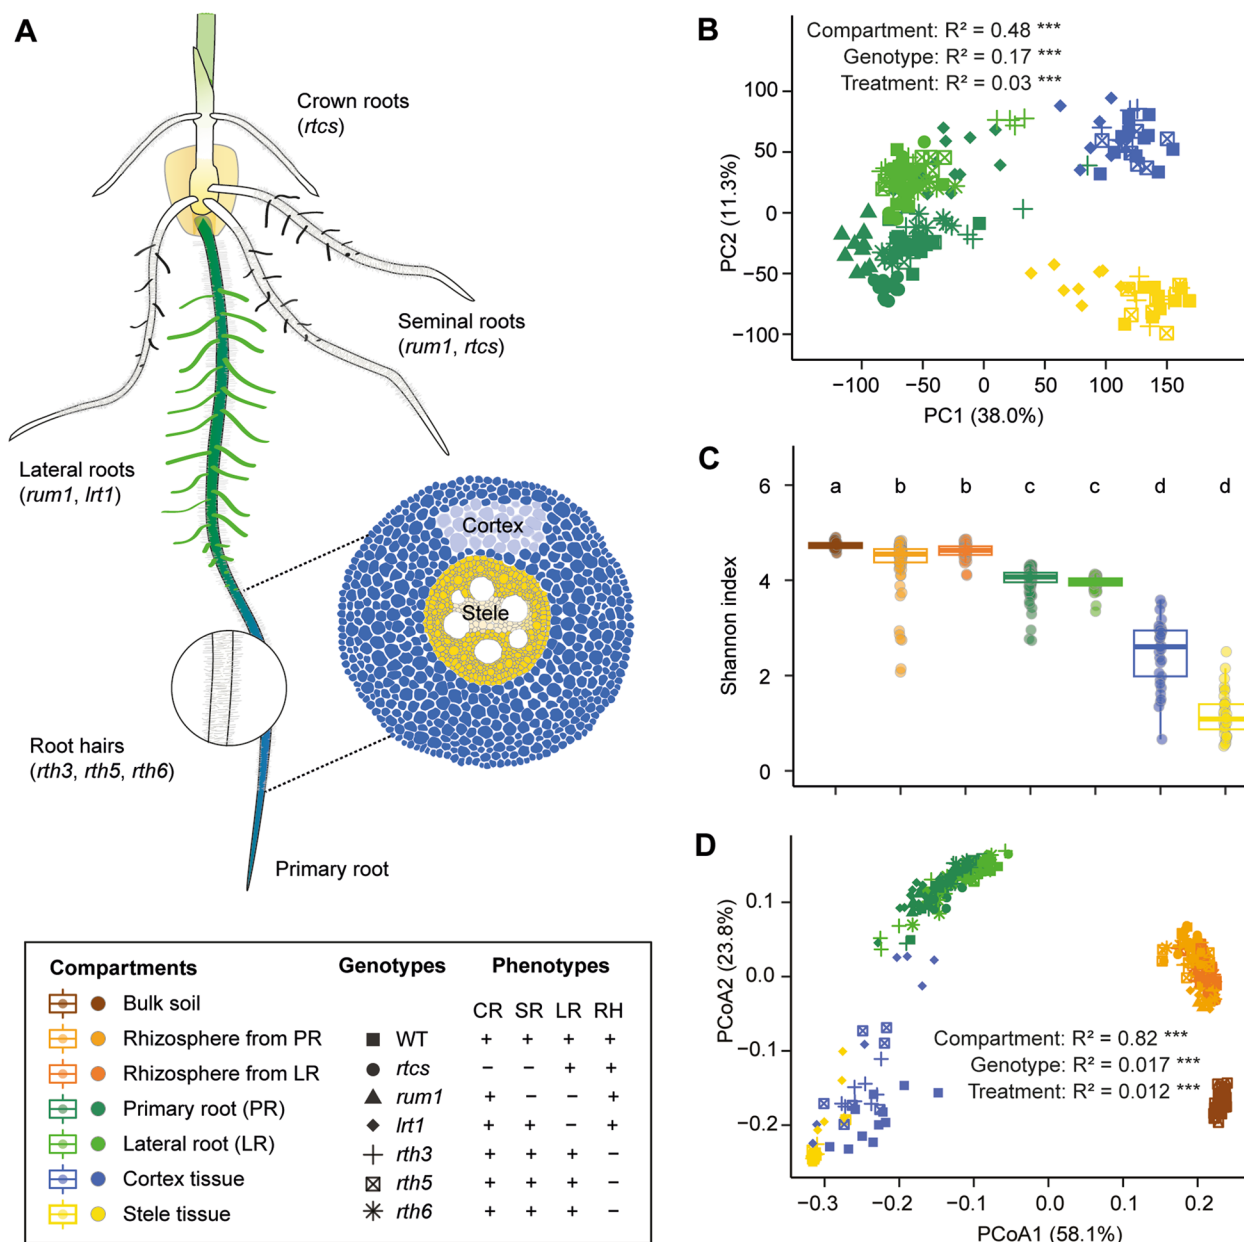 A
Crown roots
(rtcs)
Seminal roots
(rum1, rtcs)
Lateral roots
(rum1, lrt1)
Cortex
Stele
Root hairs
(rth3, rth5, rth6)
Primary root
Compartments
Bulk soil
Rhizosphere from PR
Rhizosphere from LR
Primary root (PR)
Lateral root (LR)
Cortex tissue
Stele tissue
Genotypes Phenotypes
CR SR LR RH
WT + + + +
rtcs − − + +
rum1 + − − +
lrt1 + + − +
rth3 + + + −
rth5 + + + −
rth6 + + + −
B
Compartment: R² = 0.48 ***
Genotype: R² = 0.17 ***
Treatment: R² = 0.03 ***
PC2 (11.3%)
100
50
0
−50
−100
−100 −50 0 50 100 150
PC1 (38.0%)
C
Shannon index
6
4
2
0
a b b c c d d
D
PCoA2 (23.8%)
0.1
0.0
−0.1
−0.2
Compartment: R² = 0.82 ***
Genotype: R² = 0.017 ***
Treatment: R² = 0.012 ***
−0.3 −0.2 −0.1 0.0 0.1 0.2
PCoA1 (58.1%)